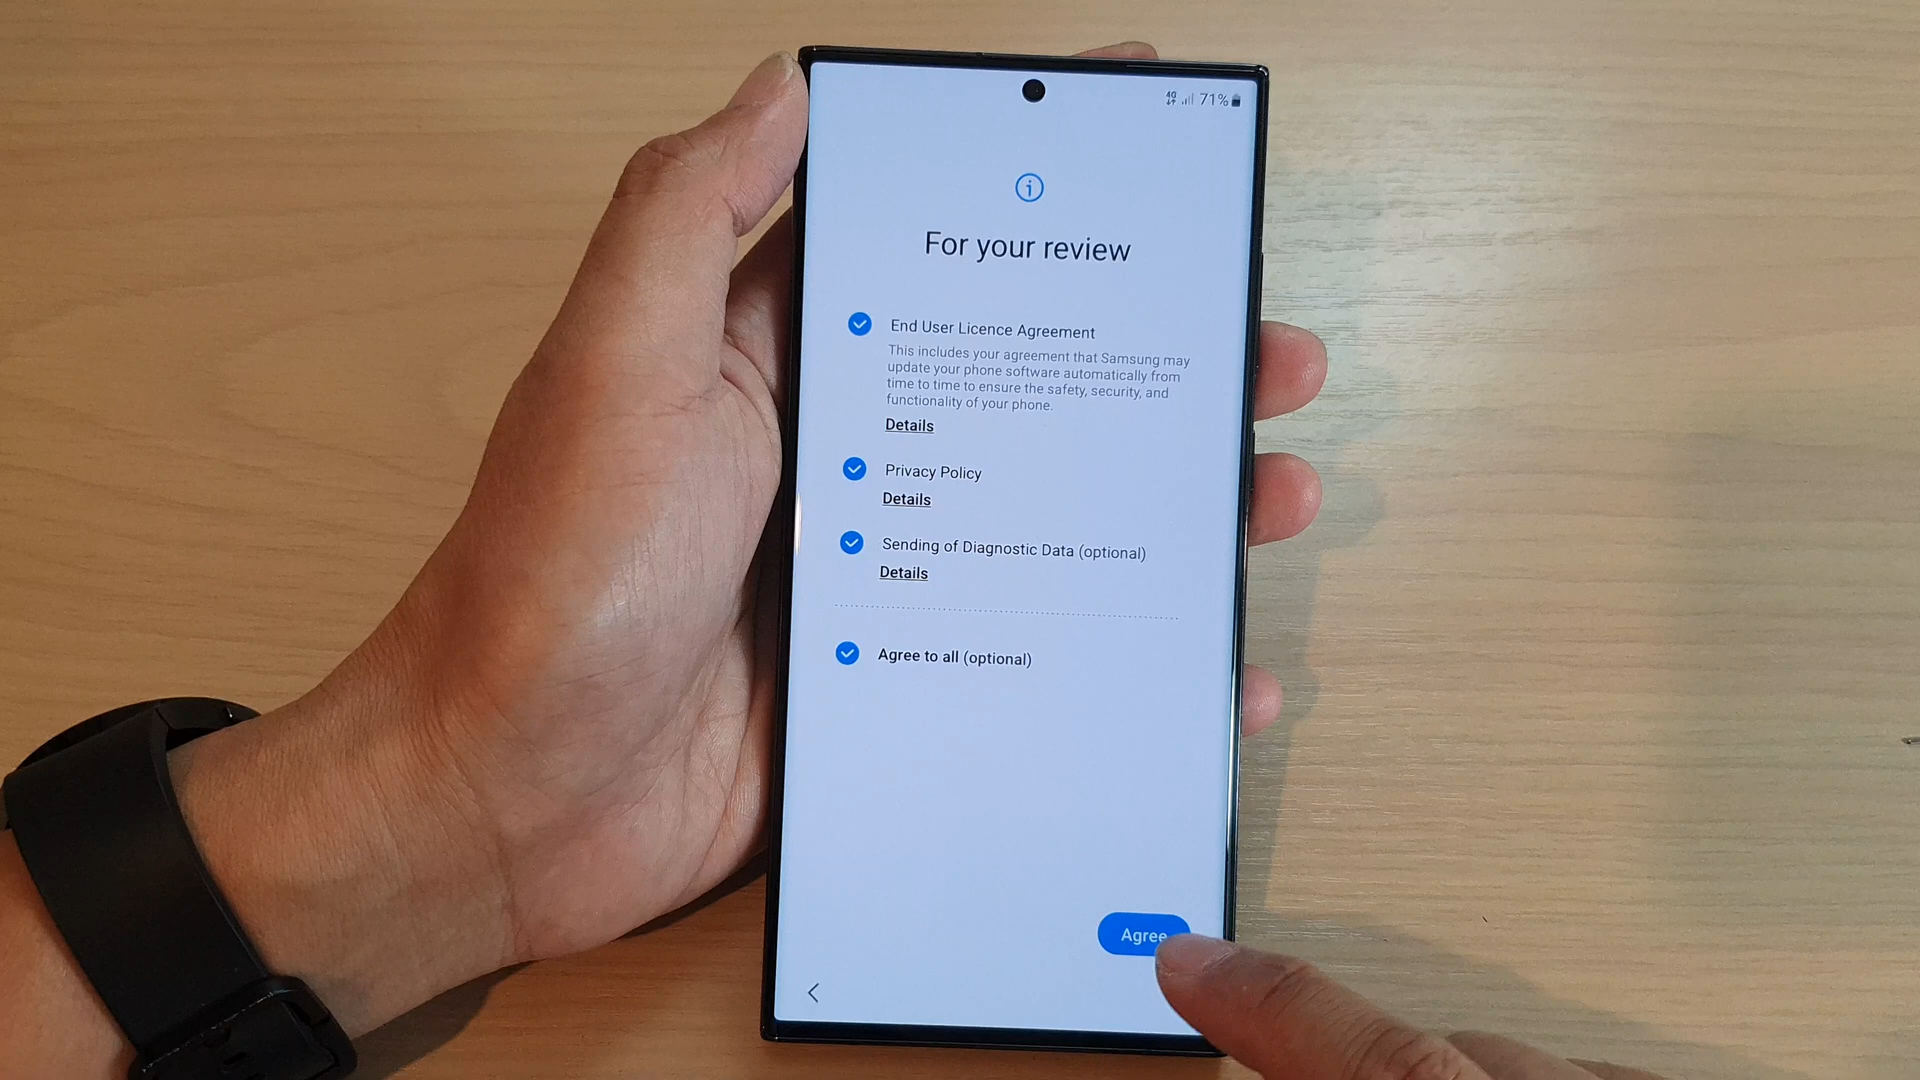 4G 71%
For your review
End User Licence Agreement
This includes your agreement that Samsung may
update your phone software automatically from
time to time to ensure the safety, security, and
functionality of your phone.
Details
Privacy Policy
Details
Sending of Diagnostic Data (optional)
Details
Agree to all (optional)
Agree